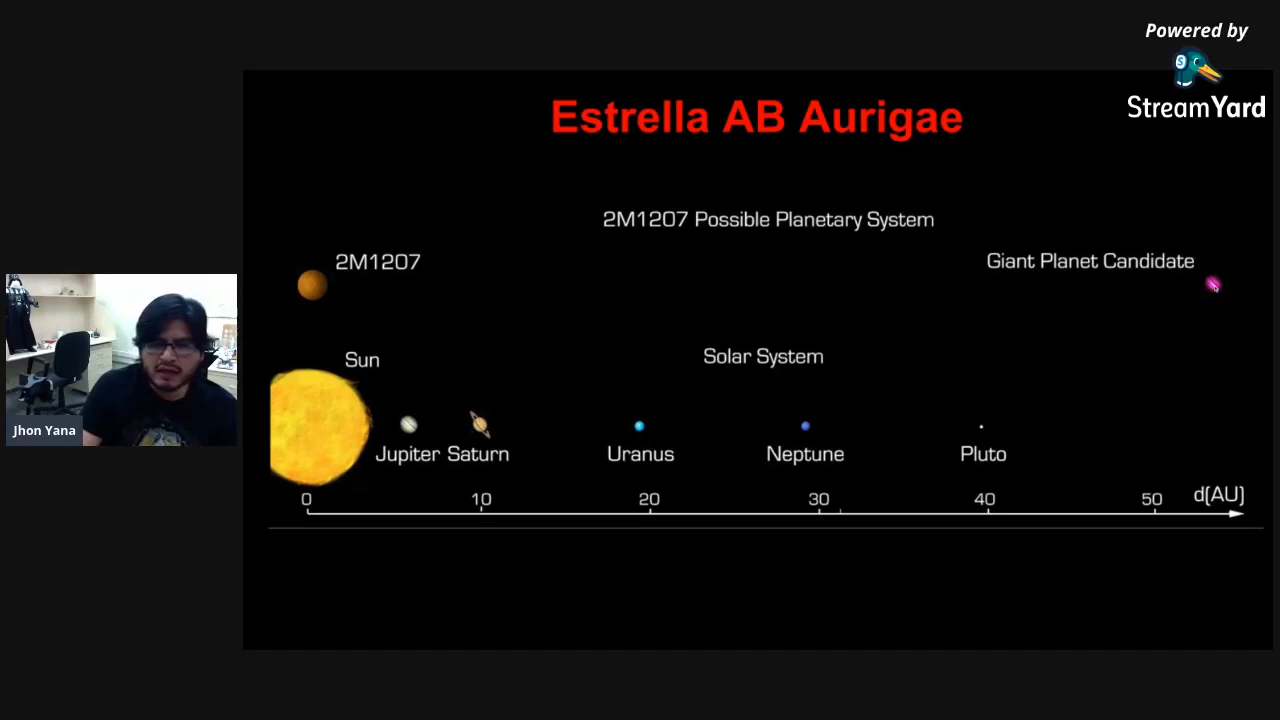 Powered by
StreamYard
Estrella AB Aurigae
2M1207 Possible Planetary System
2M1207
Giant Planet Candidate
Sun
Solar System
Jupiter Saturn Uranus Neptune Pluto
0 10 20 30 40 50 d(AU)
Jhon Yana